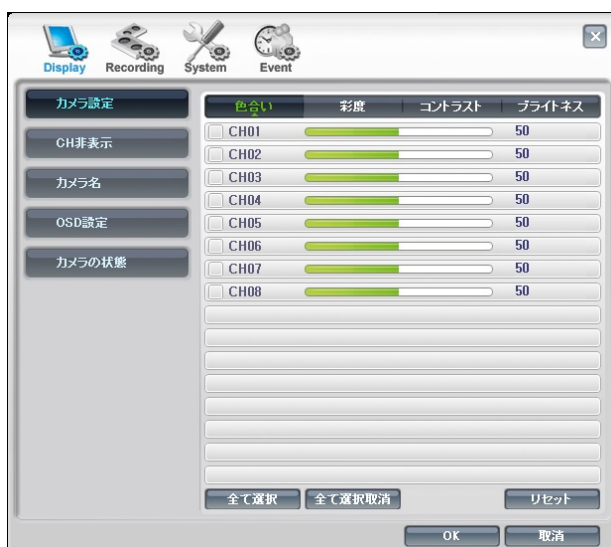 Display Recording System Event
カメラ設定
CH非表示
カメラ名
OSD設定
カメラの状態
色合い 彩度 コントラスト ブライトネス
CH01 50
CH02 50
CH03 50
CH04 50
CH05 50
CH06 50
CH07 50
CH08 50
全て選択 全て選択取消 リセット
OK 取消